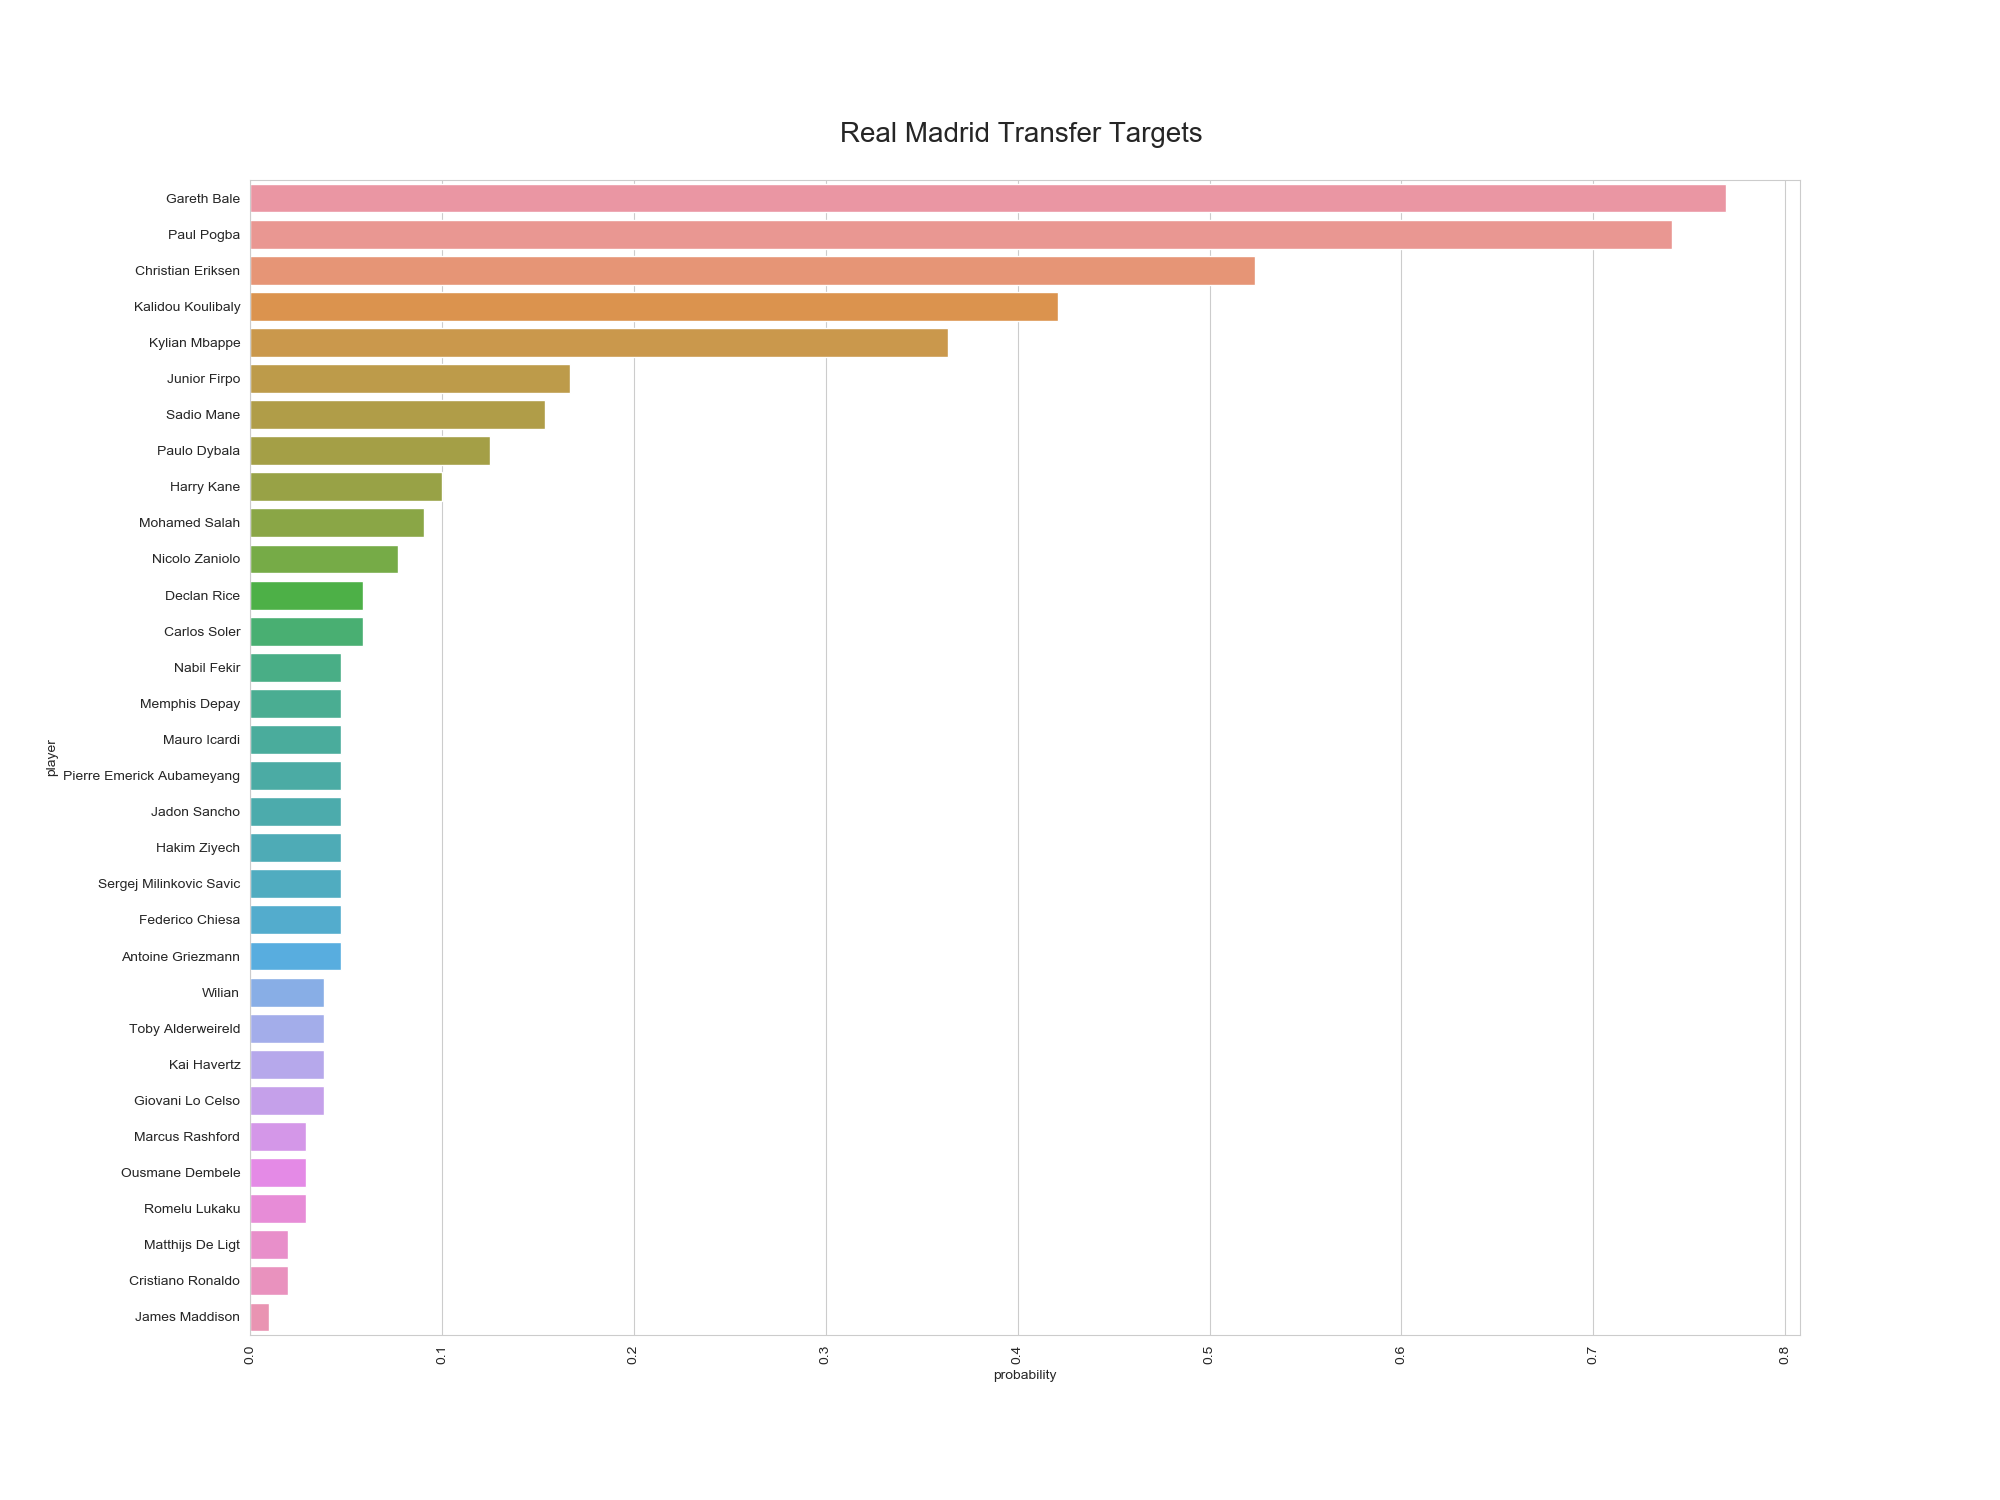 Real Madrid Transfer Targets
Gareth Bale
Paul Pogba
Christian Eriksen
Kalidou Koulibaly
Kylian Mbappe
Junior Firpo
Sadio Mane
Paulo Dybala
Harry Kane
Mohamed Salah
Nicolo Zaniolo
Declan Rice
Carlos Soler
Nabil Fekir
Memphis Depay
Mauro Icardi
player
Pierre Emerick Aubameyang
Jadon Sancho
Hakim Ziyech
Sergej Milinkovic Savic
Federico Chiesa
Antoine Griezmann
Wilian
Toby Alderweireld
Kai Havertz
Giovani Lo Celso
Marcus Rashford
Ousmane Dembele
Romelu Lukaku
Matthijs De Ligt
Cristiano Ronaldo
James Maddison
0.0 0.1 0.2 0.3 0.4 0.5 0.6 0.7 0.8
probability